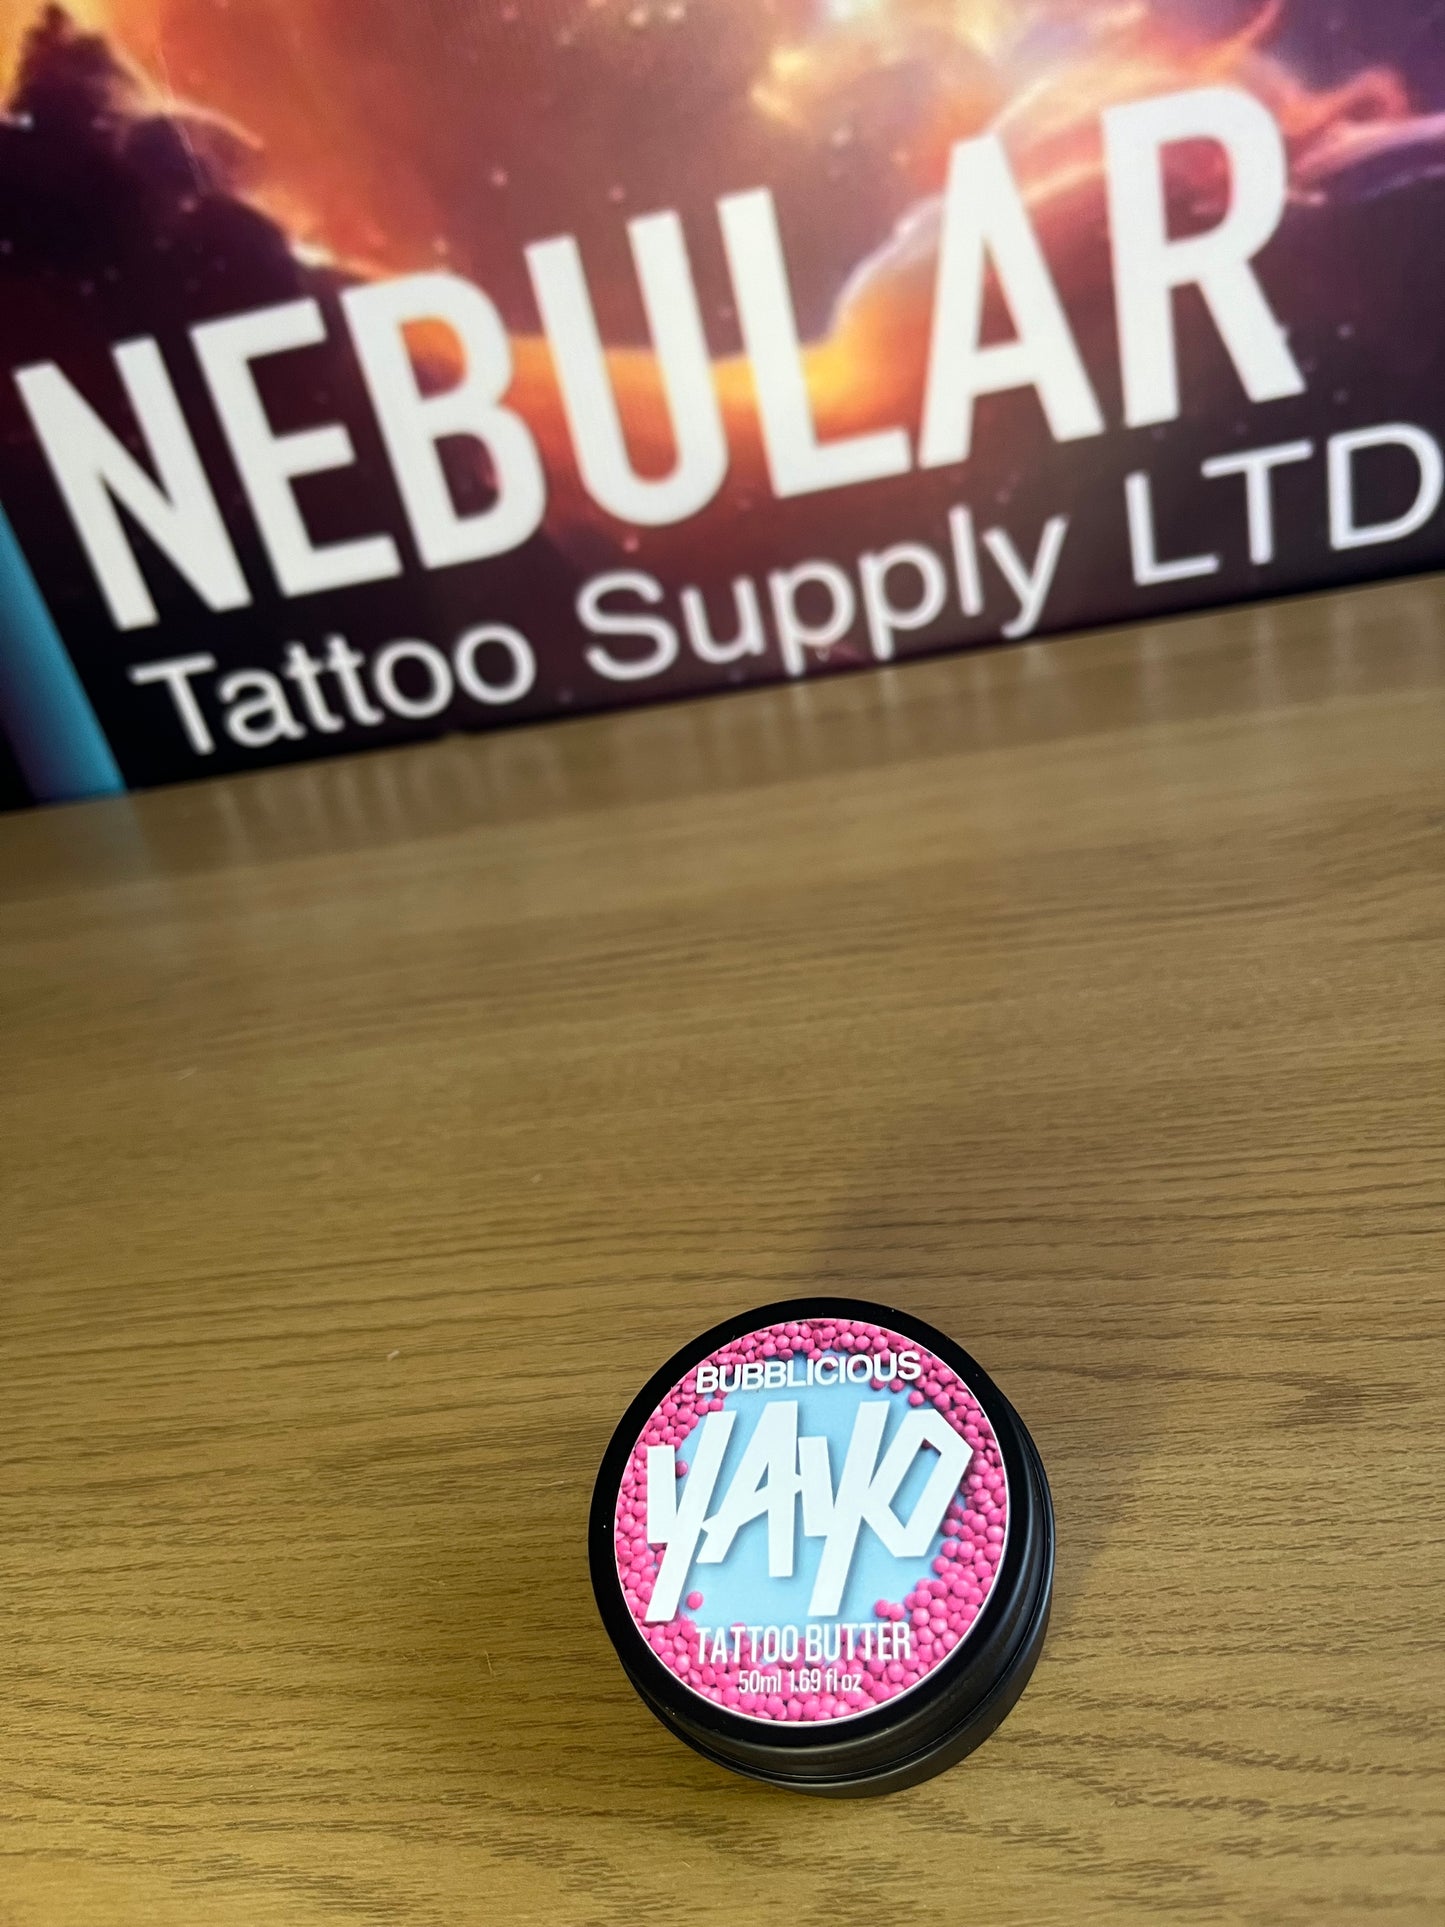 NEBULAR
Tattoo Supply LTD
BUBBLICIOUS
YAYO
TATTOO BUTTER
50ml 1.69 fl oz